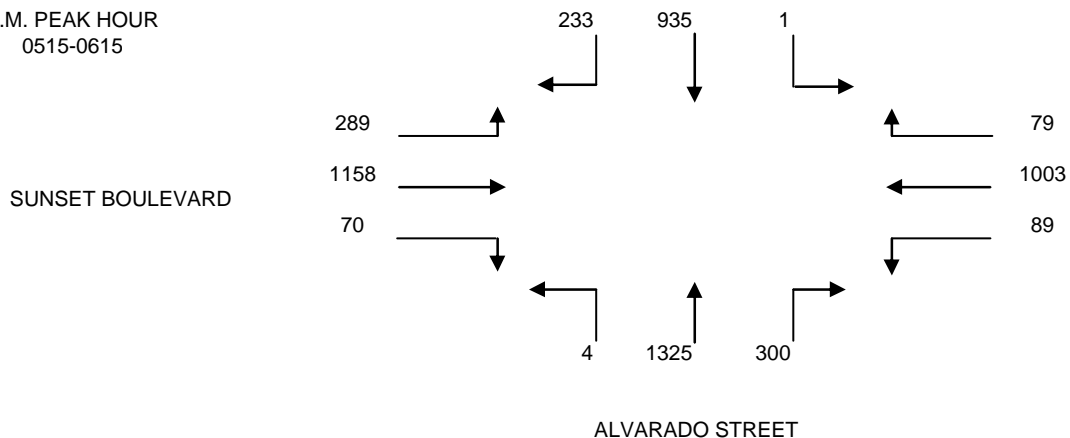 .M. PEAK HOUR
0515-0615
233 935 1
289 79
1158 1003
SUNSET BOULEVARD
70 89
4 1325 300
ALVARADO STREET